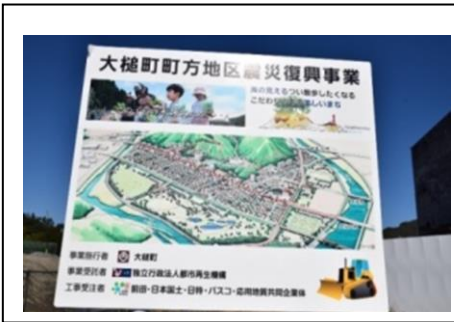 大槌町町方地区震災復興事業
海の見えるつい散歩したくなる
こだわりのある美しいまち
事業施行者 大槌町
事業受託者 独立行政法人都市再生機構
工事受注者 前田・日本国土・日特・パスコ・応用地質共同企業体